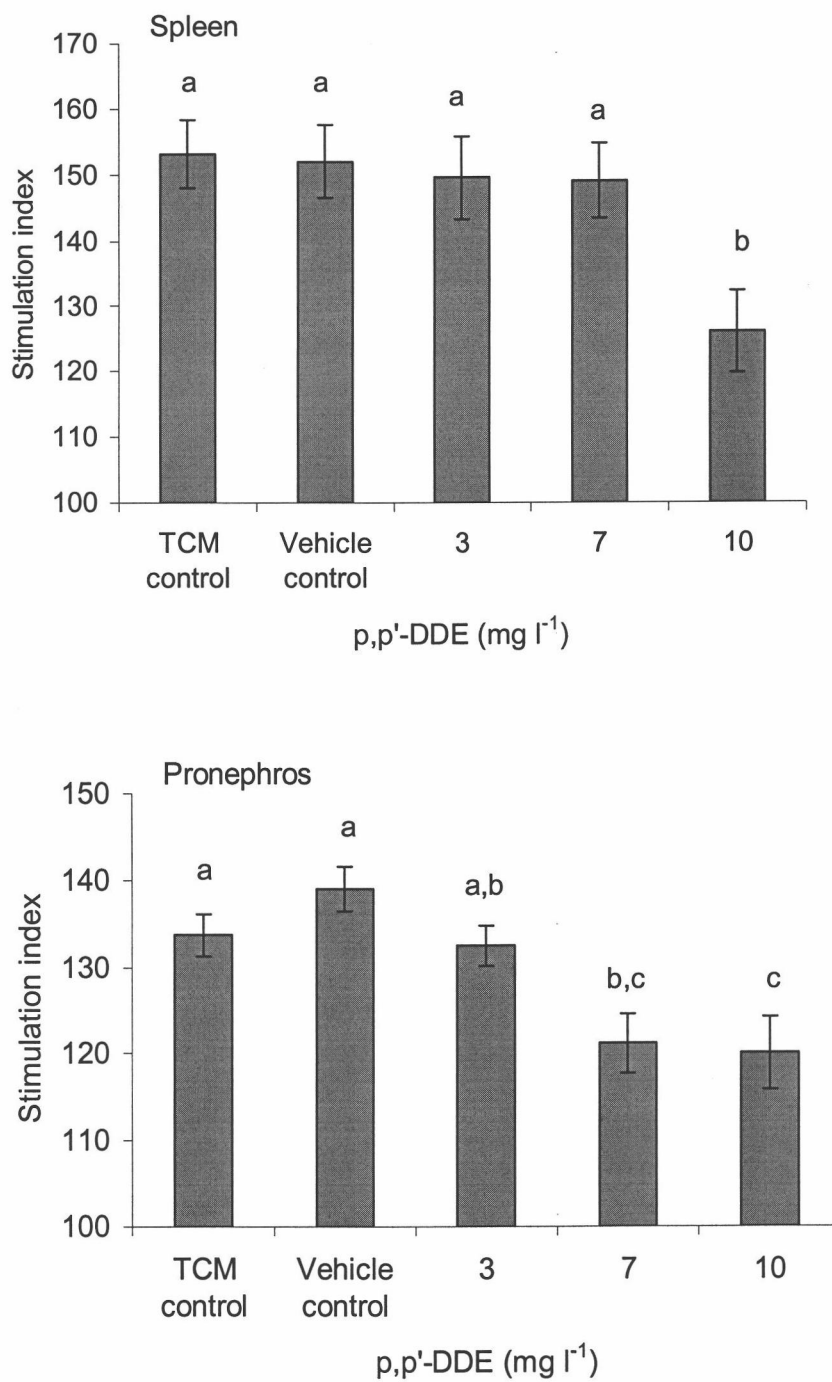 Spleen
170
160
150
140
130
120
110
100
Stimulation index
a
a
a
a
b
TCM control
Vehicle control
3
7
10
p,p'-DDE (mg l⁻¹)
Pronephros
150
140
130
120
110
100
Stimulation index
a
a
a,b
b,c
c
TCM control
Vehicle control
3
7
10
p,p'-DDE (mg l⁻¹)